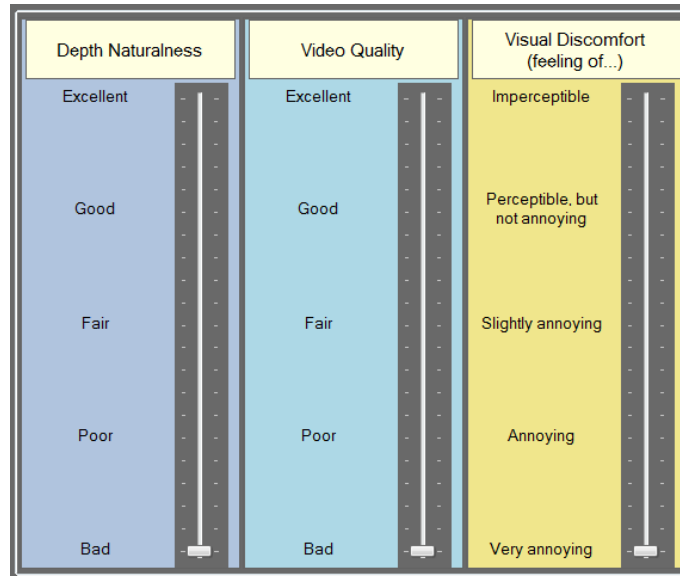 Depth Naturalness
Excellent
Good
Fair
Poor
Bad
Video Quality
Excellent
Good
Fair
Poor
Bad
Visual Discomfort
(feeling of...)
Imperceptible
Perceptible, but
not annoying
Slightly annoying
Annoying
Very annoying